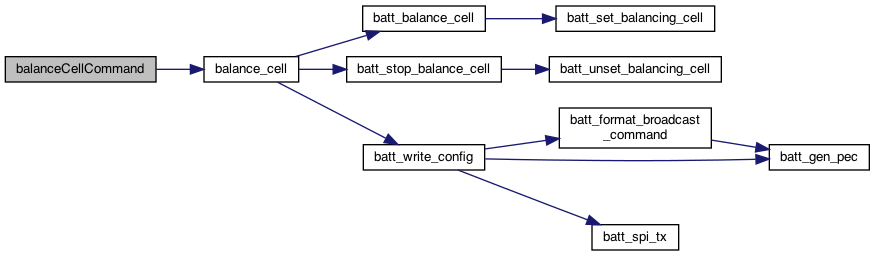 balanceCellCommand
balance_cell
batt_balance_cell
batt_set_balancing_cell
batt_stop_balance_cell
batt_unset_balancing_cell
batt_write_config
batt_format_broadcast
_command
batt_gen_pec
batt_spi_tx